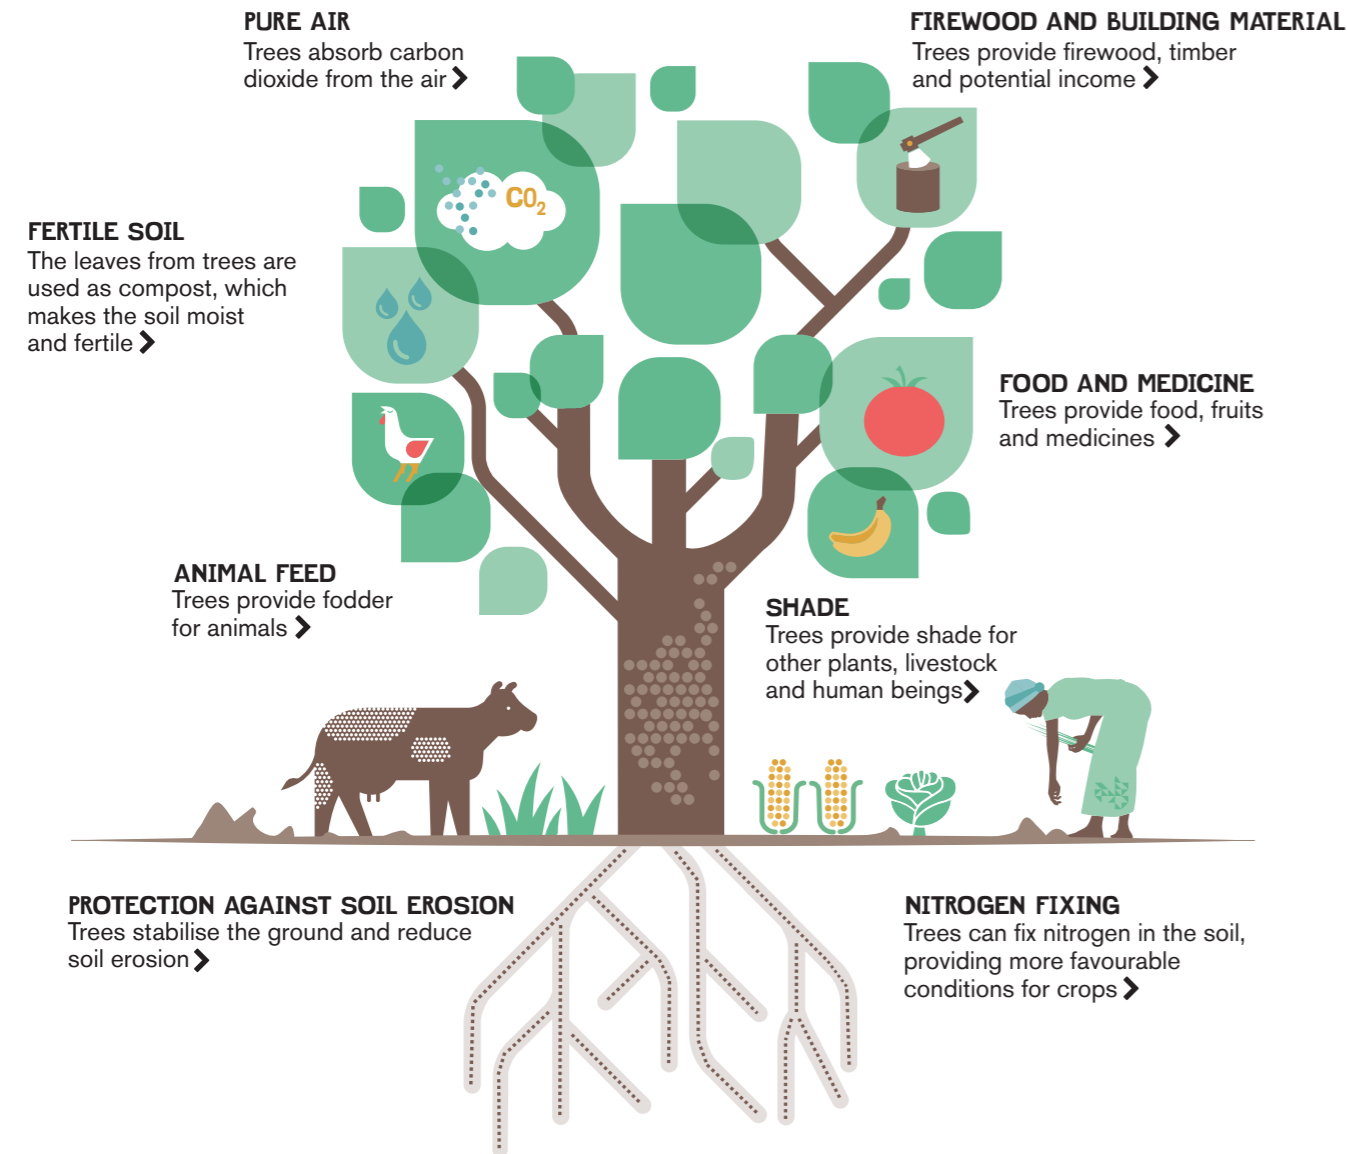 PURE AIR
Trees absorb carbon
dioxide from the air
FIREWOOD AND BUILDING MATERIAL
Trees provide firewood, timber
and potential income
CO2
FERTILE SOIL
The leaves from trees are
used as compost, which
makes the soil moist
and fertile
FOOD AND MEDICINE
Trees provide food, fruits
and medicines
ANIMAL FEED
Trees provide fodder
for animals
SHADE
Trees provide shade for
other plants, livestock
and human beings
PROTECTION AGAINST SOIL EROSION
Trees stabilise the ground and reduce
soil erosion
NITROGEN FIXING
Trees can fix nitrogen in the soil,
providing more favourable
conditions for crops